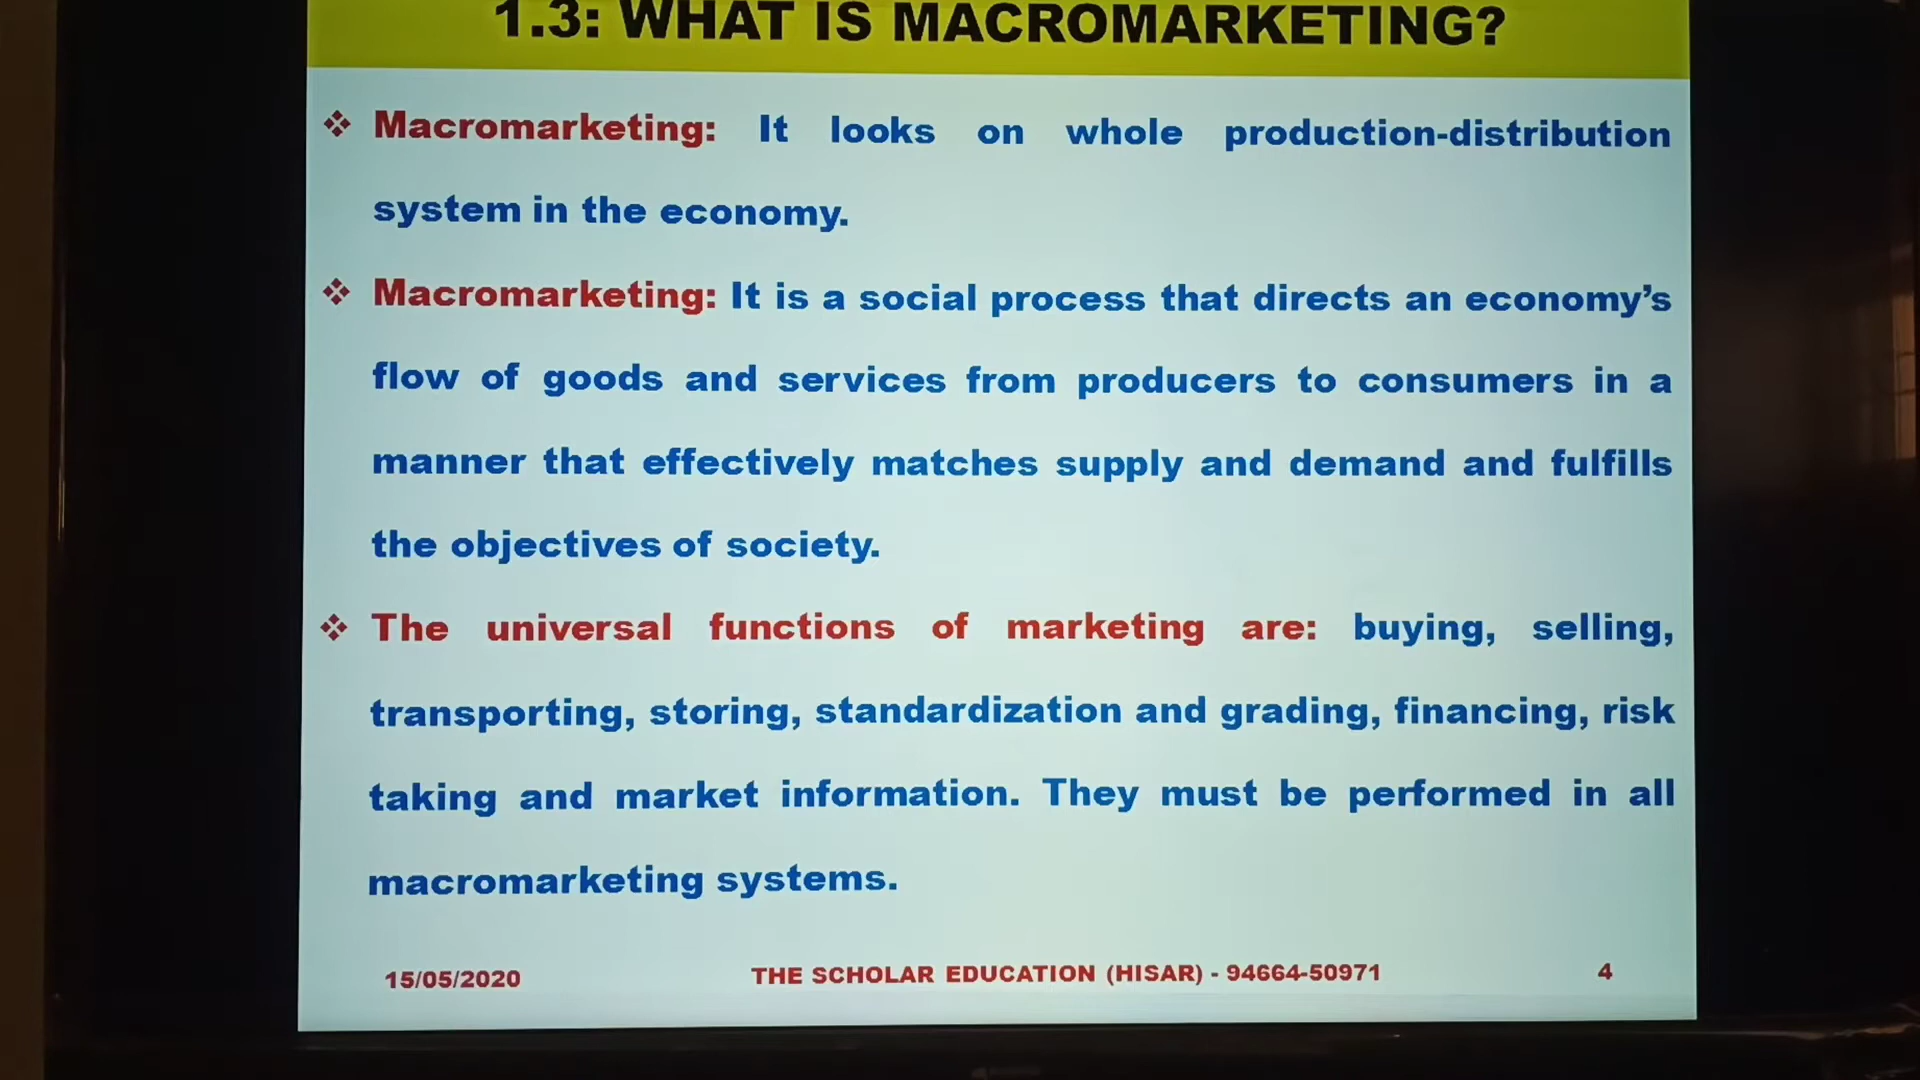 1.3: WHAT IS MACROMARKETING?
❖ Macromarketing: It looks on whole production-distribution
system in the economy.
❖ Macromarketing: It is a social process that directs an economy’s
flow of goods and services from producers to consumers in a
manner that effectively matches supply and demand and fulfills
the objectives of society.
❖ The universal functions of marketing are: buying, selling,
transporting, storing, standardization and grading, financing, risk
taking and market information. They must be performed in all
macromarketing systems.
15/05/2020 THE SCHOLAR EDUCATION (HISAR) - 94664-50971 4